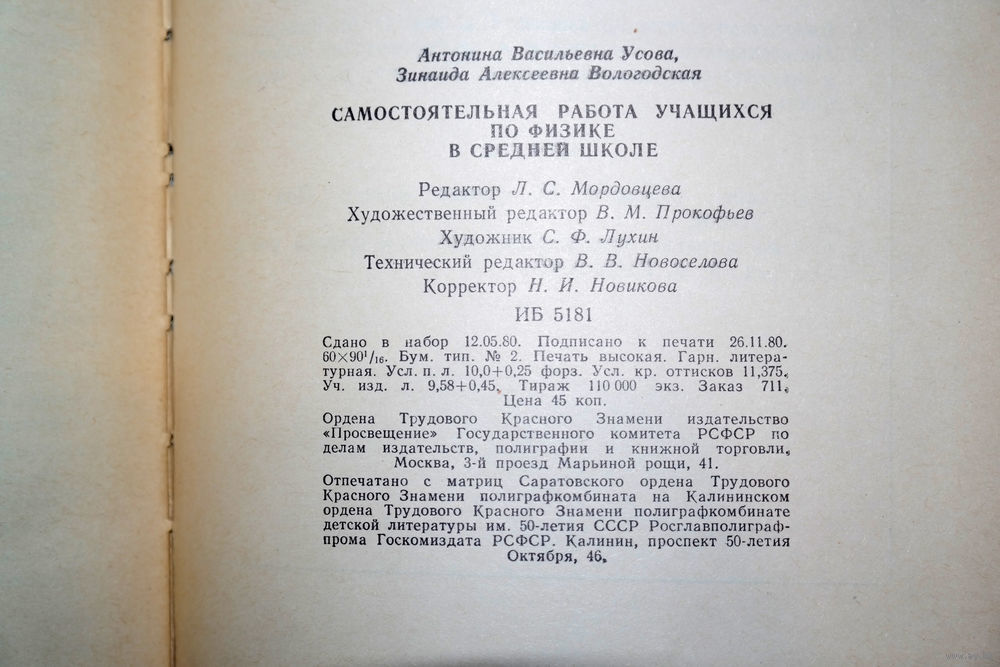 Антонина Васильевна Усова,
Зинаида Алексеевна Вологодская
САМОСТОЯТЕЛЬНАЯ РАБОТА УЧАЩИХСЯ
ПО ФИЗИКЕ
В СРЕДНЕЙ ШКОЛЕ
Редактор Л. С. Мордовцева
Художественный редактор В. М. Прокофьев
Художник С. Ф. Лухин
Технический редактор В. В. Новоселова
Корректор Н. И. Новикова
ИБ 5181
Сдано в набор 12.05.80. Подписано к печати 26.11.80.
60×90¹/₁₆. Бум. тип. № 2. Печать высокая. Гарн. литера-
турная. Усл. п. л. 10,0+0,25 форз. Усл. кр. оттисков 11,375.
Уч. изд. л. 9,58+0,45. Тираж 110 000 экз. Заказ 711.
Цена 45 коп.
Ордена Трудового Красного Знамени издательство
«Просвещение» Государственного комитета РСФСР по
делам издательств, полиграфии и книжной торговли.
Москва, 3-й проезд Марьиной рощи, 41.
Отпечатано с матриц Саратовского ордена Трудового
Красного Знамени полиграфкомбината на Калининском
ордена Трудового Красного Знамени полиграфкомбинате
детской литературы им. 50-летия СССР Росглавполиграф-
прома Госкомиздата РСФСР. Калинин, проспект 50-летия
Октября, 46.